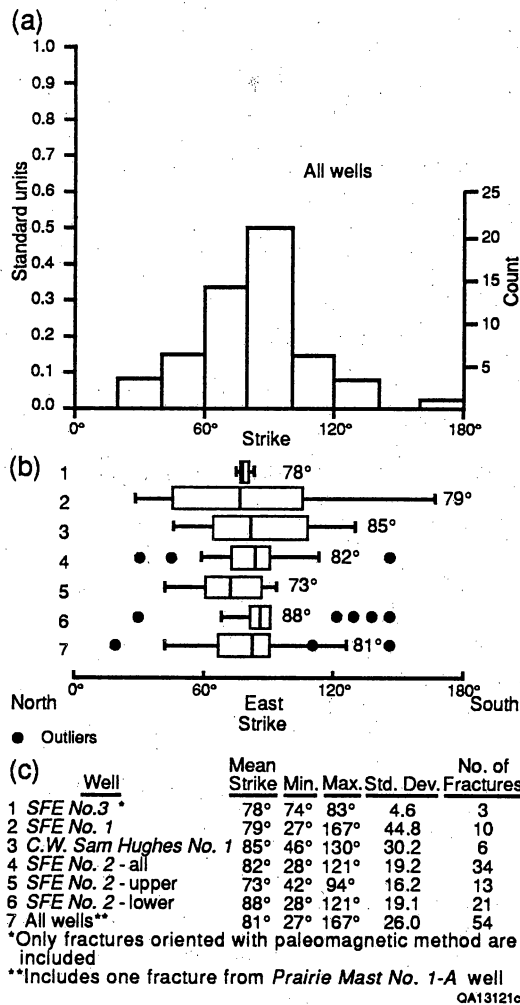 (a)
1.0
0.9
0.8
0.7
0.6
0.5
0.4
0.3
0.2
0.1
0.0
Standard units
All wells
25
20
15
10
5
Count
0° 60° 120° 180°
Strike
(b)
1 78°
2 79°
3 85°
4 82°
5 73°
6 88°
7 81°
0° 60° 120° 180°
North East South
Strike
● Outliers
(c)
Well Mean Strike Min. Max. Std. Dev. No. of Fractures
1 SFE No.3 * 78° 74° 83° 4.6 3
2 SFE No. 1 79° 27° 167° 44.8 10
3 C.W. Sam Hughes No. 1 85° 46° 130° 30.2 6
4 SFE No. 2 - all 82° 28° 121° 19.2 34
5 SFE No. 2 - upper 73° 42° 94° 16.2 13
6 SFE No. 2 - lower 88° 28° 121° 19.1 21
7 All wells** 81° 27° 167° 26.0 54
*Only fractures oriented with paleomagnetic method are
included
**Includes one fracture from Prairie Mast No. 1-A well
QA13121c